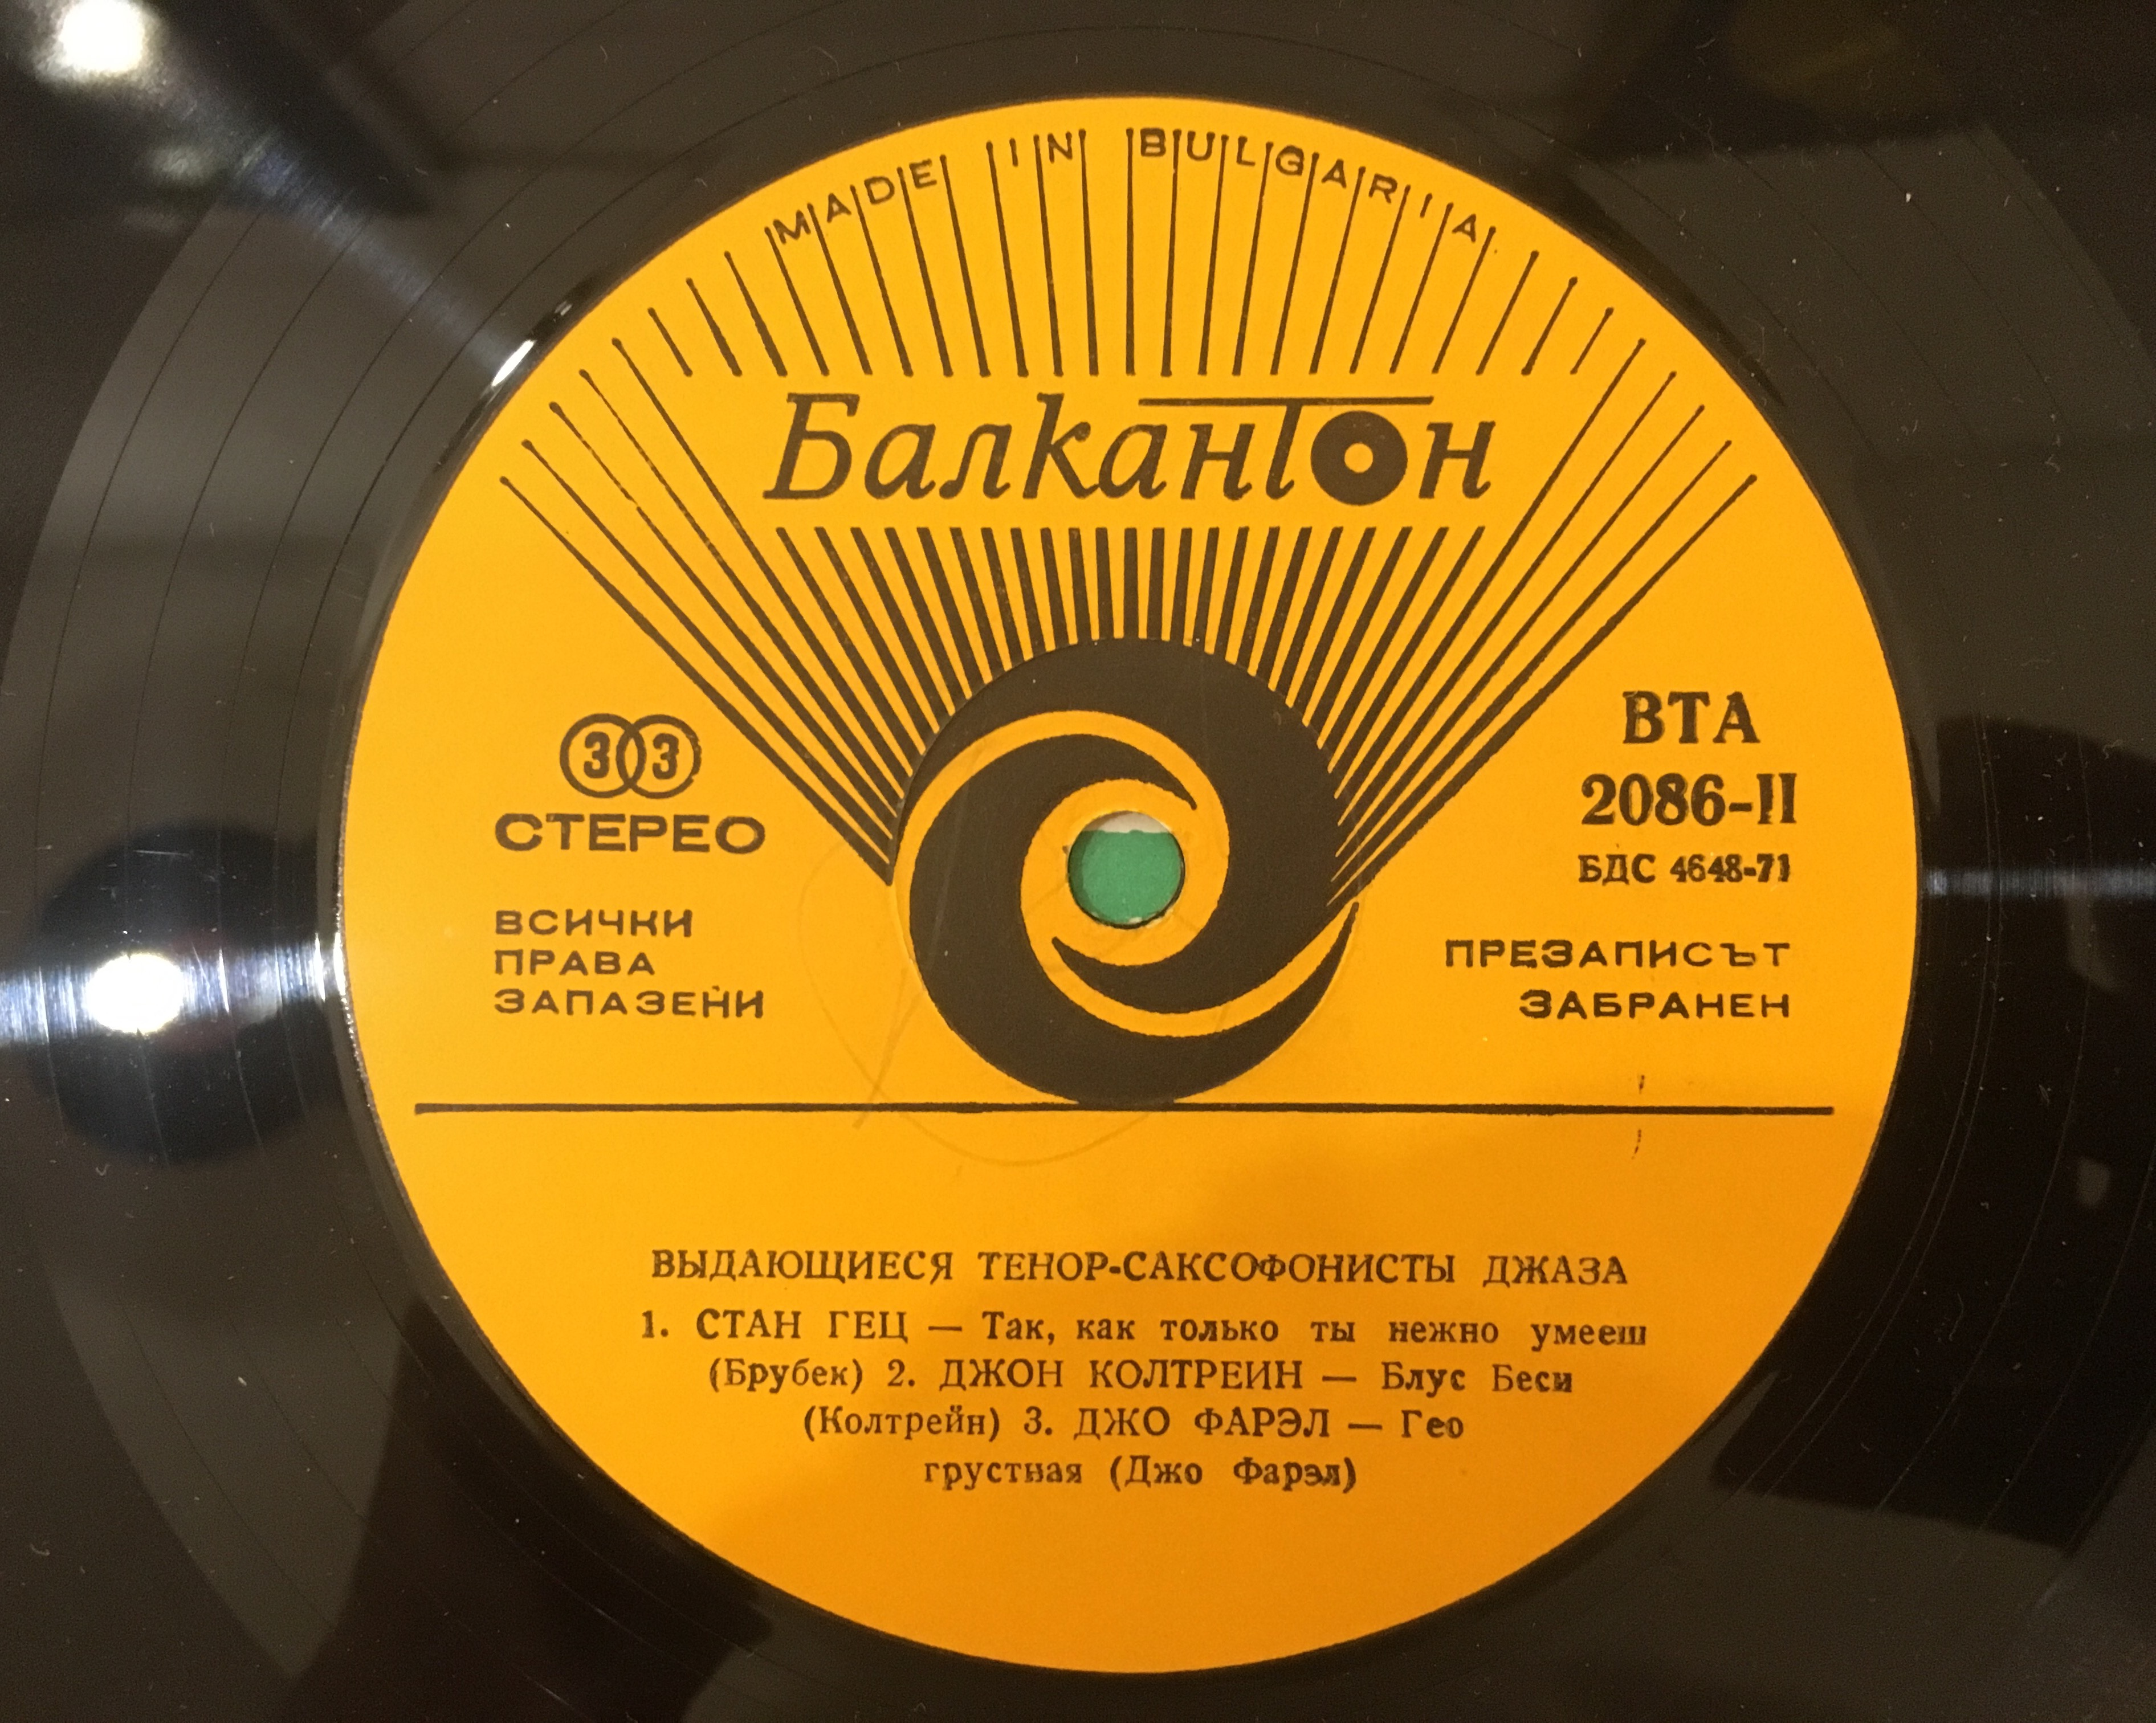 MADE IN BULGARIA
Балкантон
33
СТЕРЕО
ВСИЧКИ
ПРАВА
ЗАПАЗЕНИ
ВТА
2086-II
БДС 4648-71
ПРЕЗАПИСЪТ
ЗАБРАНЕН
ВЫДАЮЩИЕСЯ ТЕНОР-САКСОФОНИСТЫ ДЖАЗА
1. СТАН ГЕЦ — Так, как только ты нежно умееш
(Брубек) 2. ДЖОН КОЛТРЕИН — Блус Беси
(Колтрейн) 3. ДЖО ФАРЭЛ — Гео
грустная (Джо Фарэл)